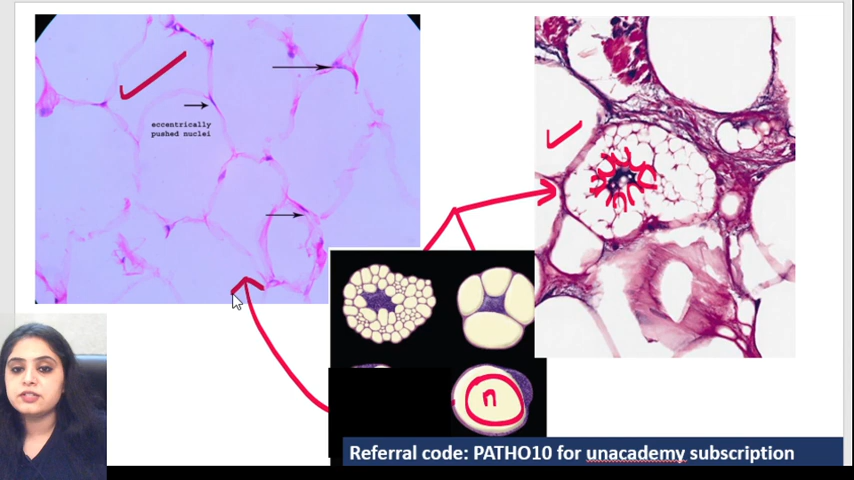 eccentrically
pushed nuclei
n
Referral code: PATHO10 for unacademy subscription